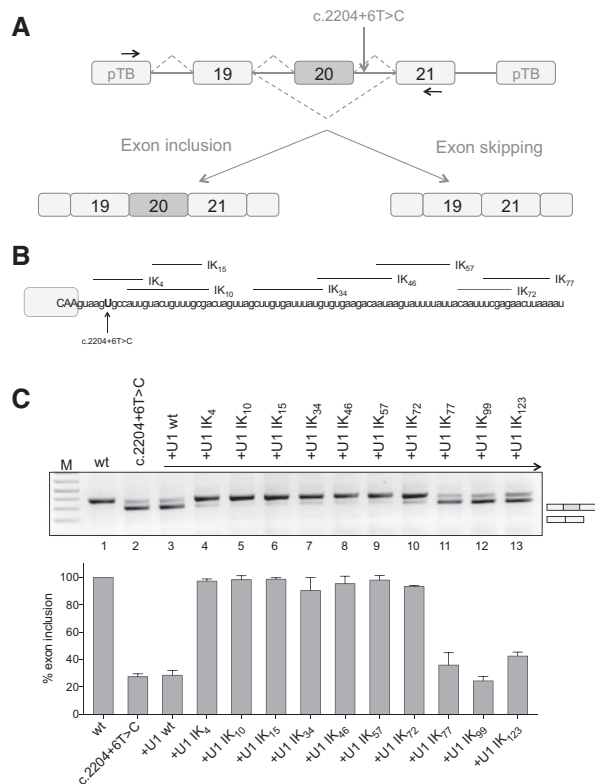 A
c.2204+6T>C
pTB 19 20 21 pTB
Exon inclusion Exon skipping
19 20 21 19 21
B
IK15 IK57
IK4 IK46 IK77
IK10 IK34 IK72
CAAguaagUgccauuguacuguuugcgacuaguuagcuugugauuuaugugugaagacaauaaguauuuuauuacaauuucgagaacuuaaaau
c.2204+6T>C
C
M
wt
c.2204+6T>C
+U1 wt
+U1 IK4
+U1 IK10
+U1 IK15
+U1 IK34
+U1 IK46
+U1 IK57
+U1 IK72
+U1 IK77
+U1 IK99
+U1 IK123
1 2 3 4 5 6 7 8 9 10 11 12 13
% exon inclusion
100
80
60
40
20
0
wt
c.2204+6T>C
+U1 wt
+U1 IK4
+U1 IK10
+U1 IK15
+U1 IK34
+U1 IK46
+U1 IK57
+U1 IK72
+U1 IK77
+U1 IK99
+U1 IK123